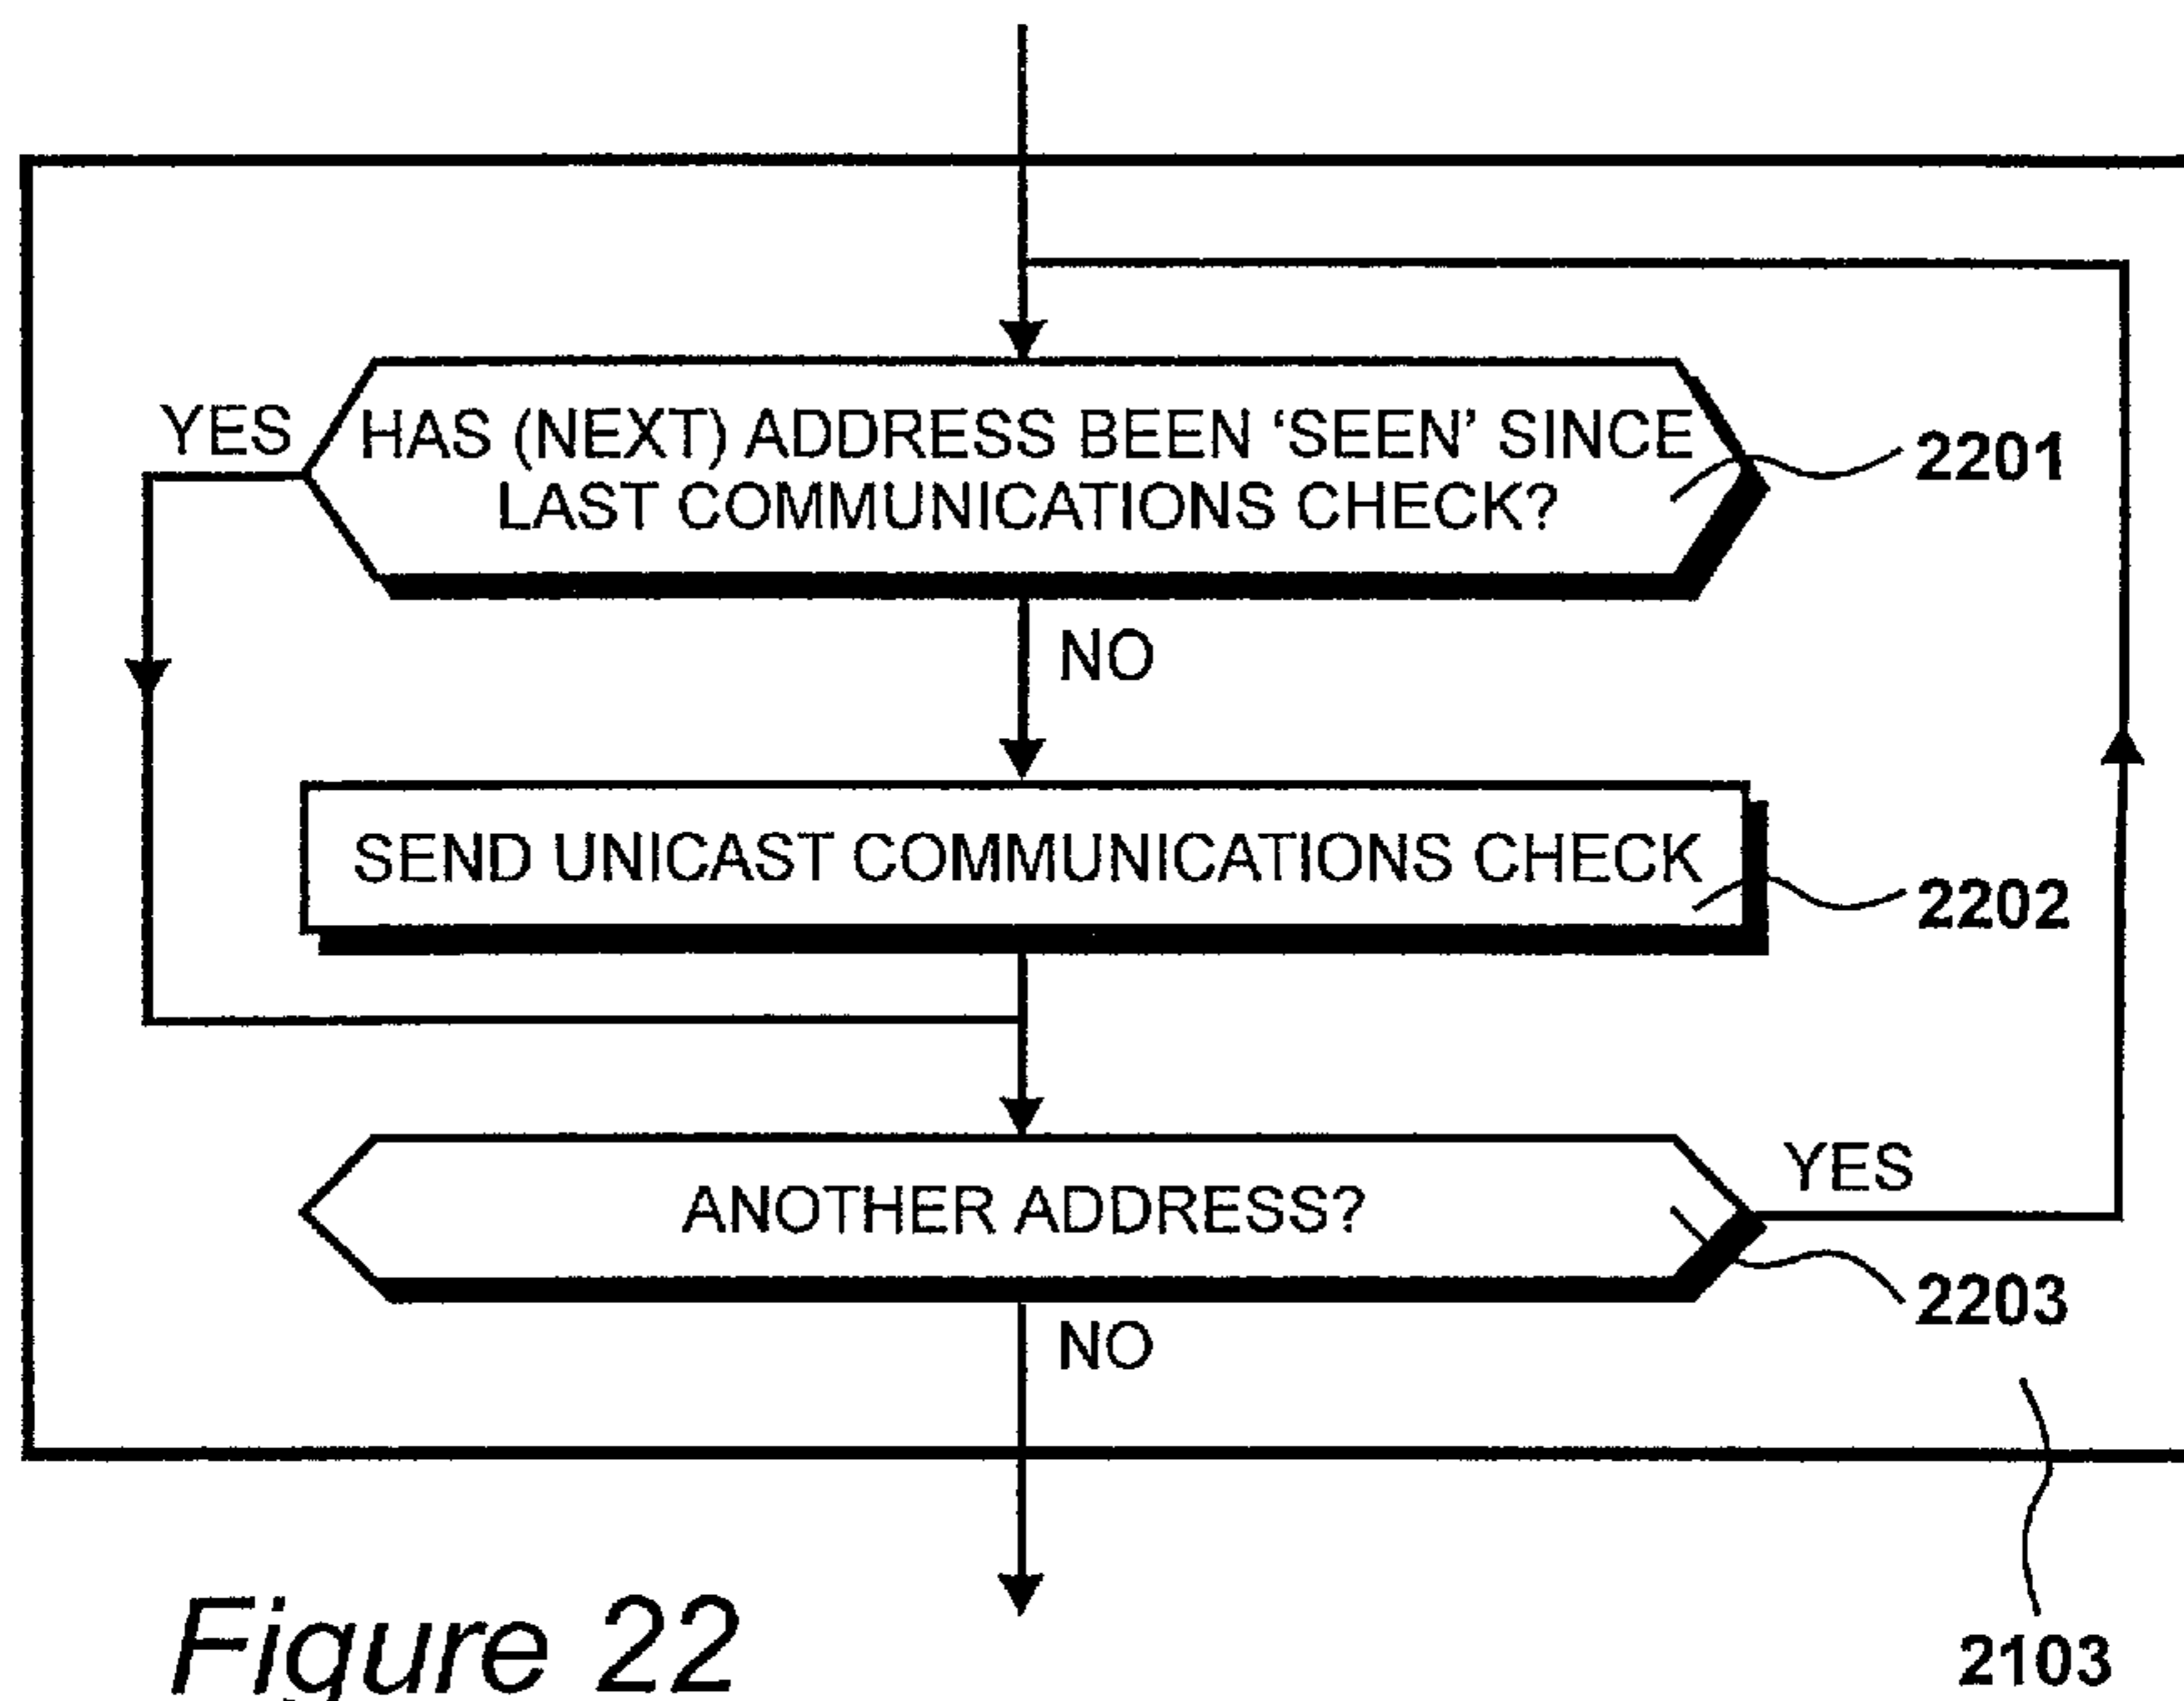 YES
HAS (NEXT) ADDRESS BEEN ‘SEEN’ SINCE
LAST COMMUNICATIONS CHECK?
2201
NO
SEND UNICAST COMMUNICATIONS CHECK
2202
ANOTHER ADDRESS?
YES
2203
NO
2103
Figure 22